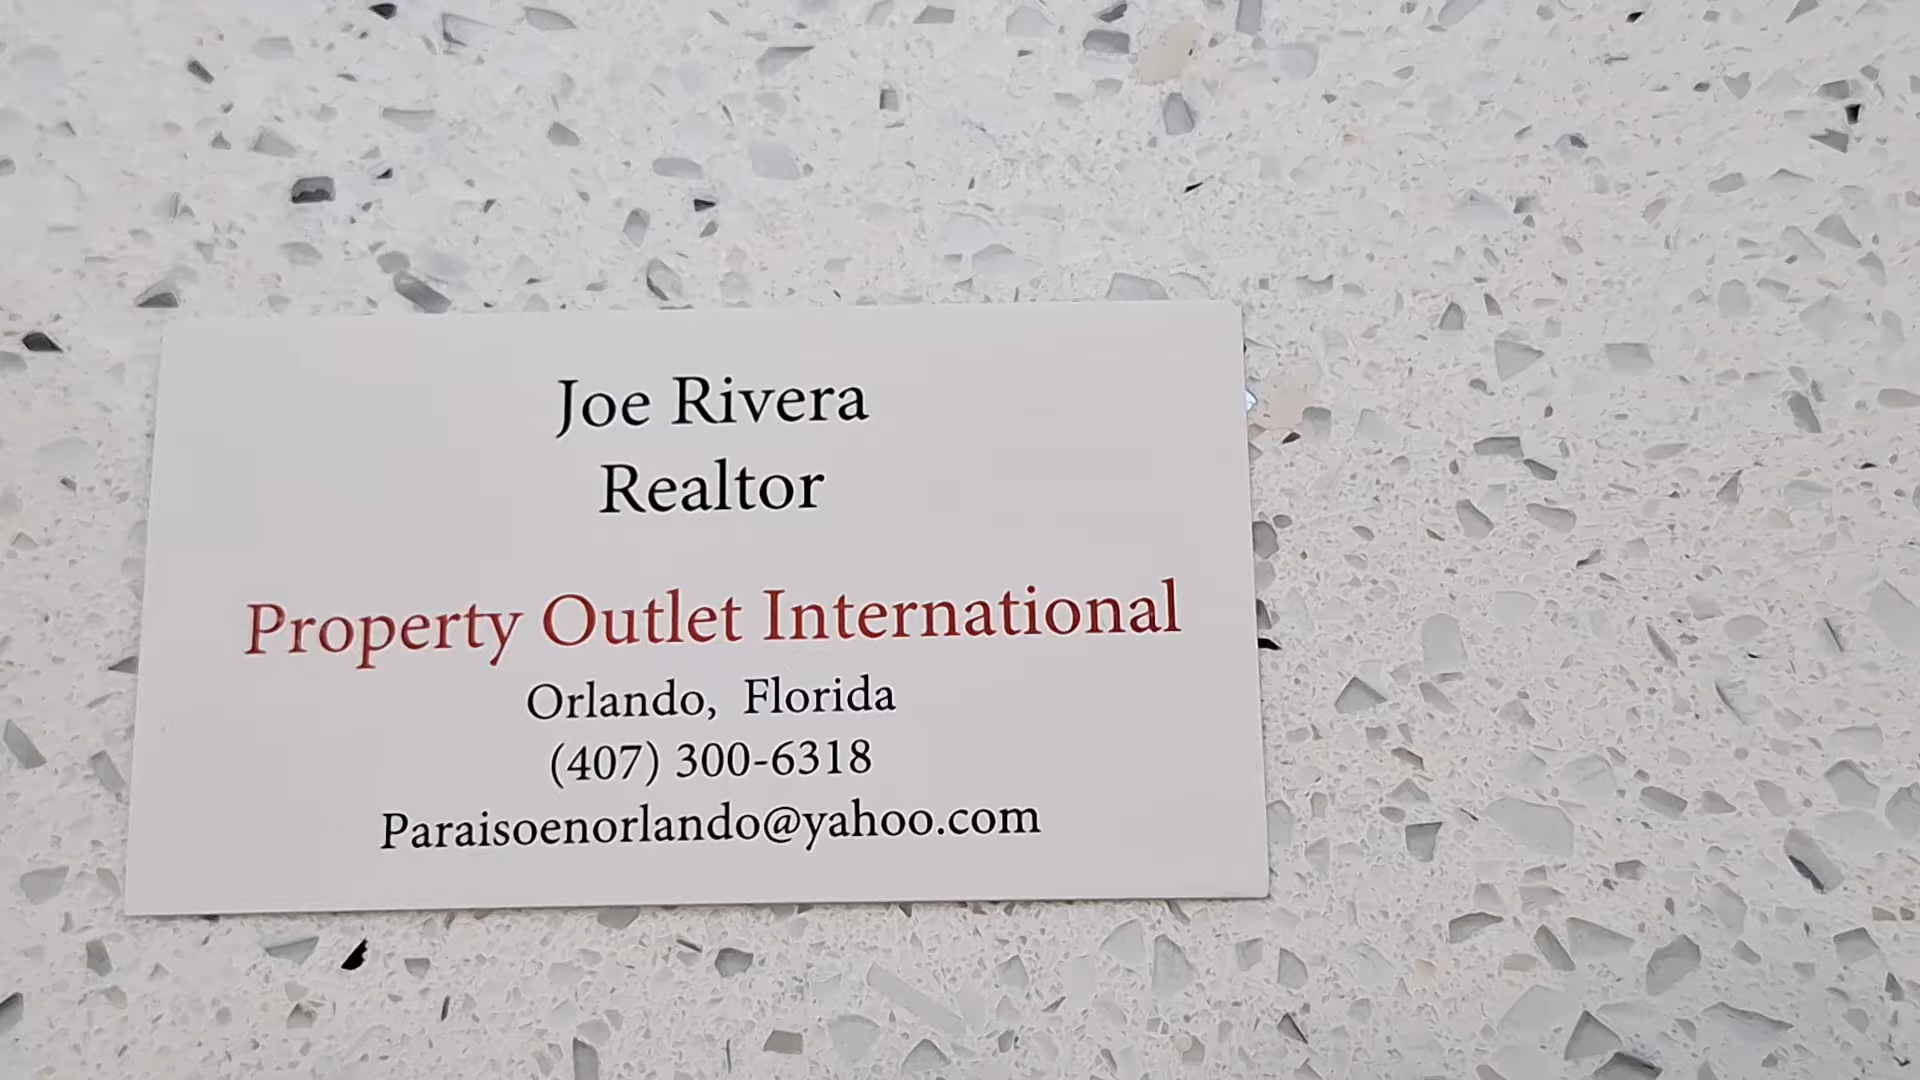 Joe Rivera
Realtor
Property Outlet International
Orlando, Florida
(407) 300-6318
Paraisoenorlando@yahoo.com